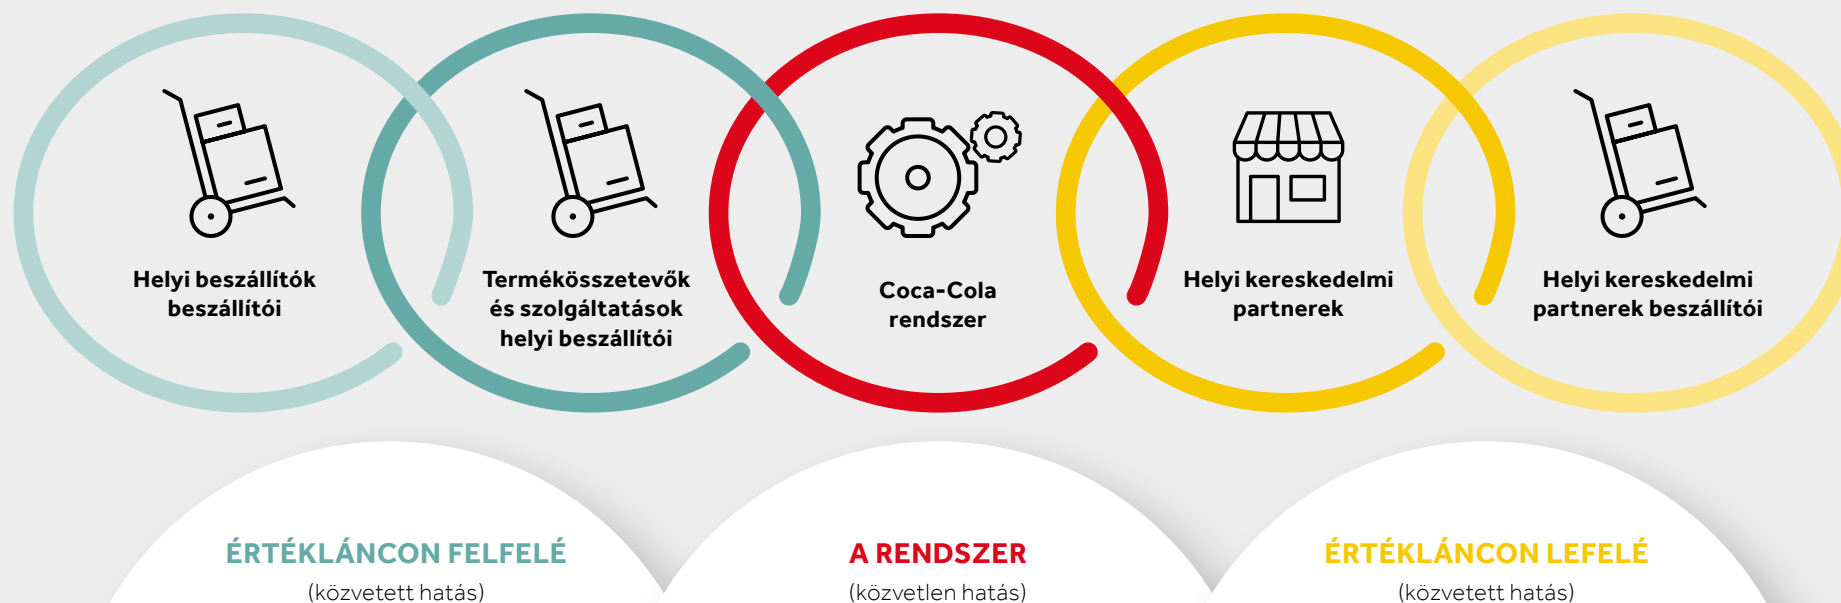 Helyi beszállítók
beszállítói
Termékösszetevők
és szolgáltatások
helyi beszállítói
Coca-Cola
rendszer
Helyi kereskedelmi
partnerek
Helyi kereskedelmi
partnerek beszállítói
ÉRTÉKLÁNCON FELFELÉ
(közvetett hatás)
A RENDSZER
(közvetlen hatás)
ÉRTÉKLÁNCON LEFELÉ
(közvetett hatás)